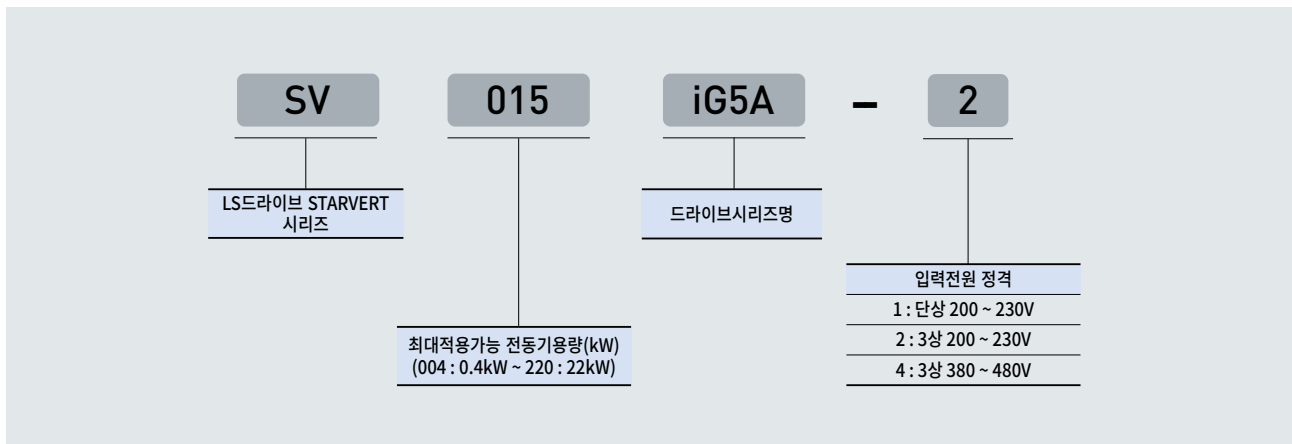 SV 015 iG5A – 2
LS드라이브 STARVERT
시리즈
드라이브시리즈명
입력전원 정격
1 : 단상 200 ~ 230V
2 : 3상 200 ~ 230V
4 : 3상 380 ~ 480V
최대적용가능 전동기용량(kW)
(004 : 0.4kW ~ 220 : 22kW)